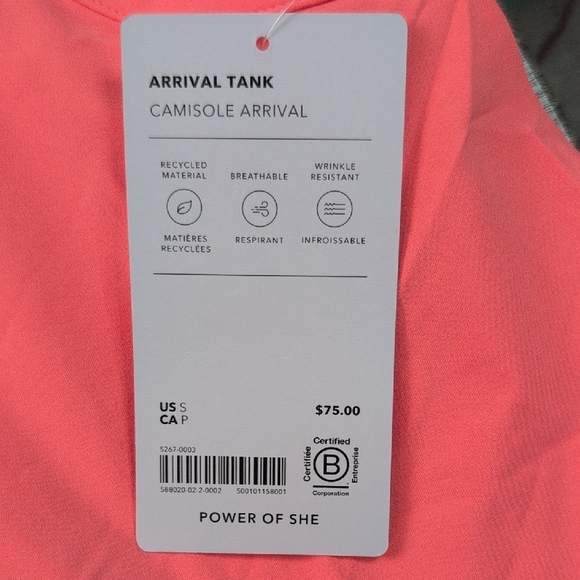 ARRIVAL TANK
CAMISOLE ARRIVAL
RECYCLED MATERIAL
BREATHABLE
WRINKLE RESISTANT
MATIÈRES RECYCLÉES
RESPIRANT
INFROISSABLE
US S
CA P
$75.00
S267-0003
588020-02.2-0002 500101158001
Certified
Certifiée
B
Entreprise
Corporation
POWER OF SHE